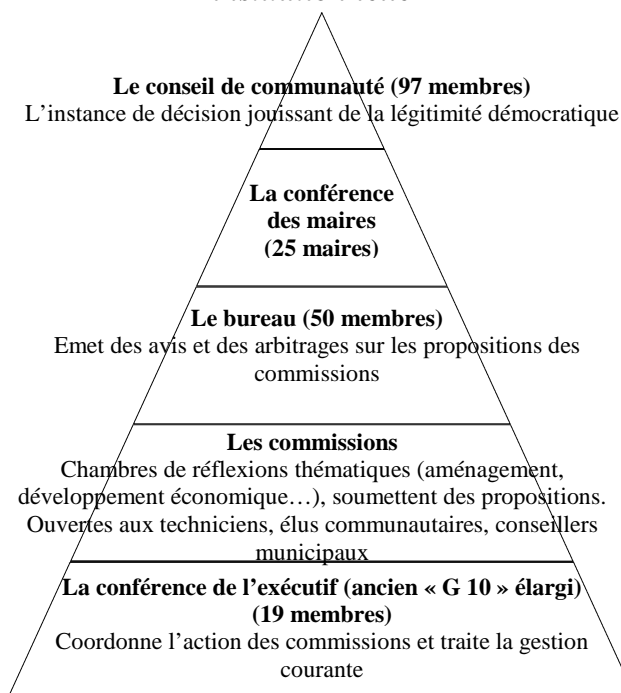 Le conseil de communauté (97 membres)
L’instance de décision jouissant de la légitimité démocratique
La conférence
des maires
(25 maires)
Le bureau (50 membres)
Emet des avis et des arbitrages sur les propositions des
commissions
Les commissions
Chambres de réflexions thématiques (aménagement,
développement économique…), soumettent des propositions.
Ouvertes aux techniciens, élus communautaires, conseillers
municipaux
La conférence de l’exécutif (ancien « G 10 » élargi)
(19 membres)
Coordonne l’action des commissions et traite la gestion
courante